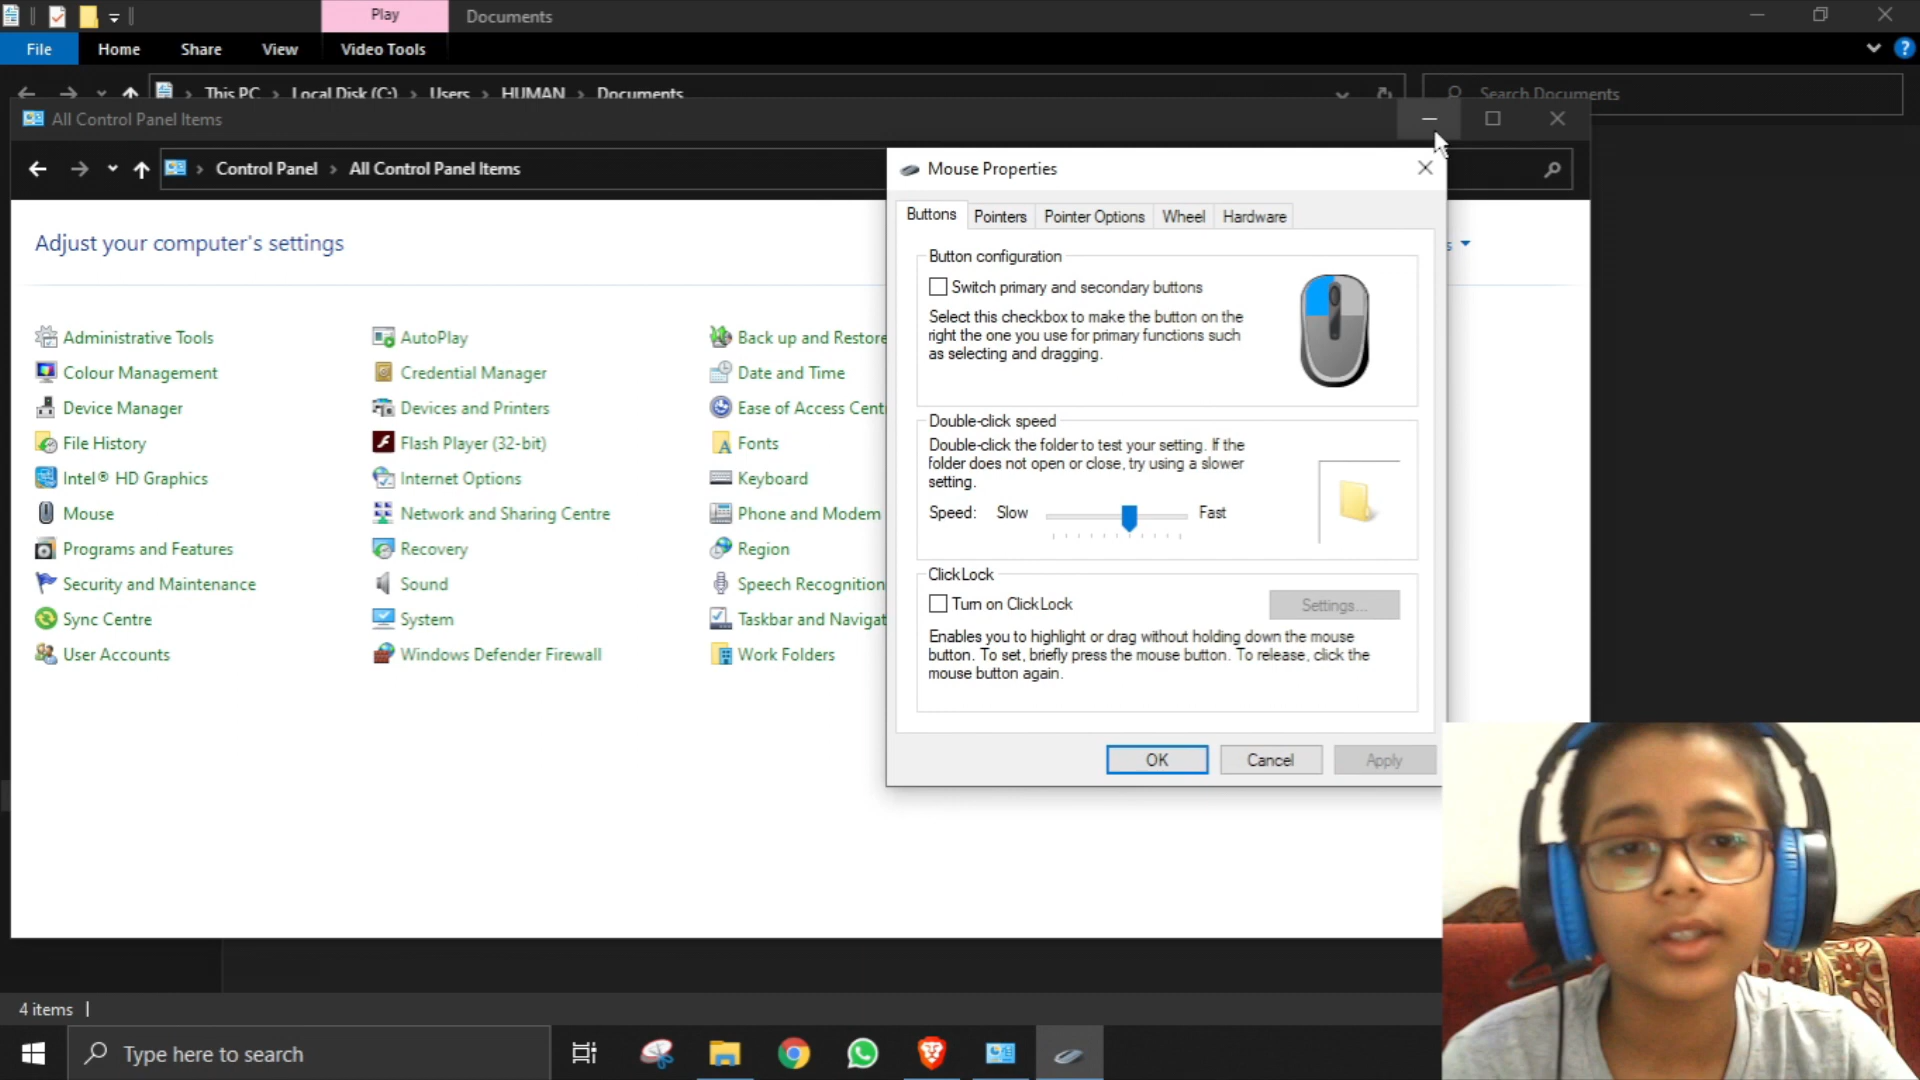 Play
Documents
File
Home
Share
View
Video Tools
This PC > Local Disk (C:) > Users > HUMAN > Documents
Search Documents
All Control Panel Items
Control Panel > All Control Panel Items
Adjust your computer's settings
Administrative Tools
AutoPlay
Back up and Restore
Colour Management
Credential Manager
Date and Time
Device Manager
Devices and Printers
Ease of Access Cent
File History
Flash Player (32-bit)
Fonts
Intel® HD Graphics
Internet Options
Keyboard
Mouse
Network and Sharing Centre
Phone and Modem
Programs and Features
Recovery
Region
Security and Maintenance
Sound
Speech Recognition
Sync Centre
System
Taskbar and Navigat
User Accounts
Windows Defender Firewall
Work Folders
Mouse Properties
Buttons
Pointers
Pointer Options
Wheel
Hardware
Button configuration
Switch primary and secondary buttons
Select this checkbox to make the button on the
right the one you use for primary functions such
as selecting and dragging.
Double-click speed
Double-click the folder to test your setting. If the
folder does not open or close, try using a slower
setting.
Speed: Slow Fast
ClickLock
Turn on ClickLock
Settings...
Enables you to highlight or drag without holding down the mouse
button. To set, briefly press the mouse button. To release, click the
mouse button again.
OK
Cancel
Apply
4 items
Type here to search